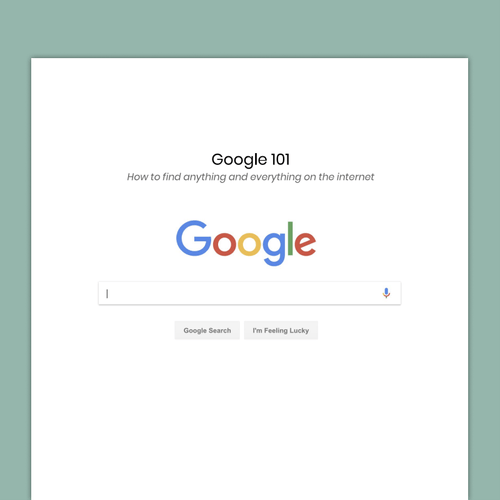 Google 101
How to find anything and everything on the internet
Google
Google Search I'm Feeling Lucky